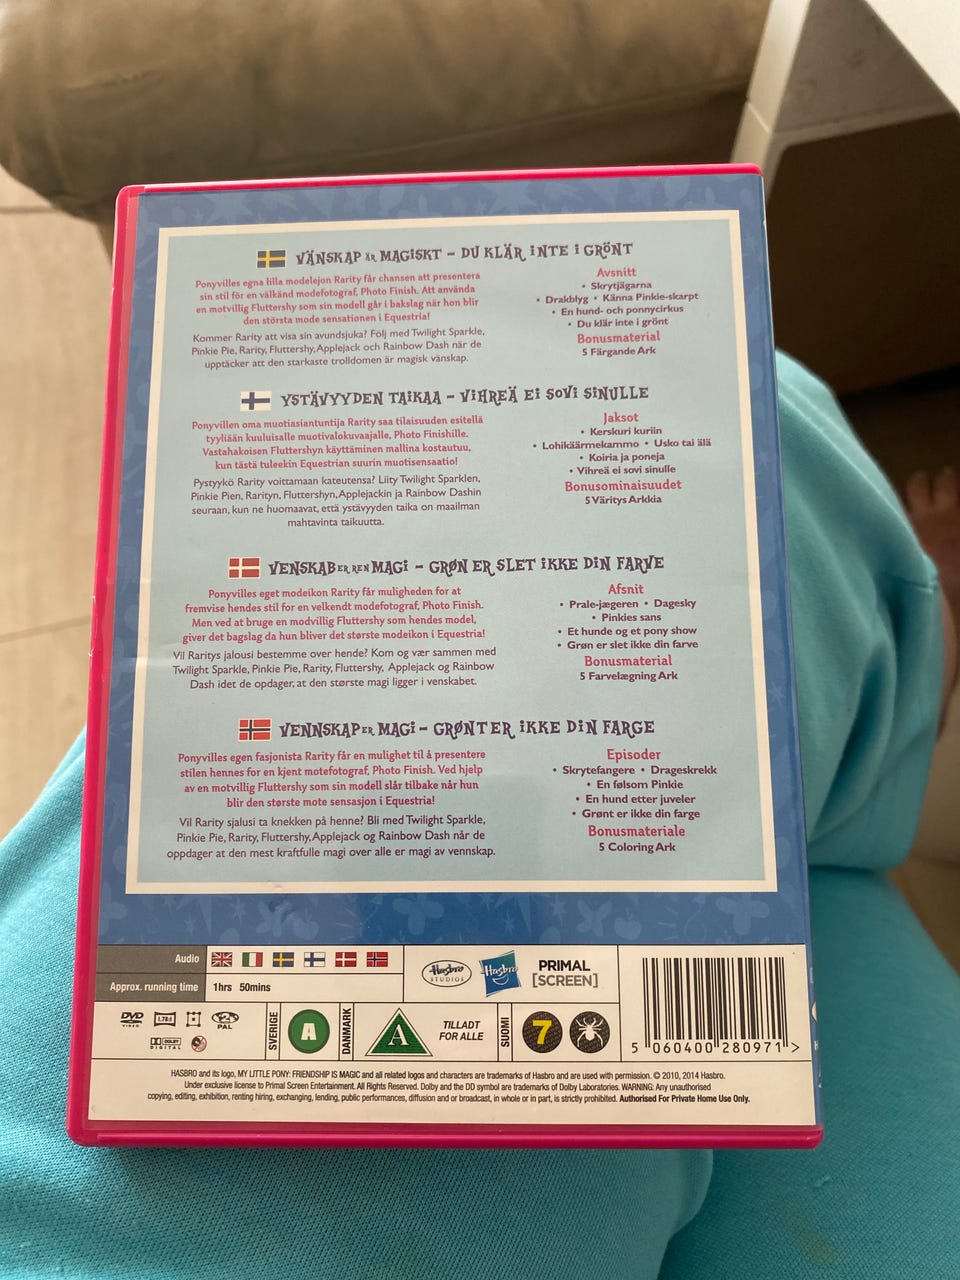 VÄNSKAP ÄR MAGISKT – DU KLÄR INTE I GRÖNT
Ponyvilles egna lilla modelejon Rarity får chansen att presentera
sin stil för en välkänd modefotograf, Photo Finish. Att använda
en motvillig Fluttershy som sin modell går i bakslag när hon blir
den största mode sensationen i Equestria!
Kommer Rarity att visa sin avundsjuka? Följ med Twilight Sparkle,
Pinkie Pie, Rarity, Fluttershy, Applejack och Rainbow Dash när de
upptäcker att den starkaste trolldomen är magisk vänskap.
Avsnitt
• Skrytjägarna
• Drakblyg • Känna Pinkie-skarpt
• En hund- och ponnycirkus
• Du klär inte i grönt
Bonusmaterial
5 Färgande Ark
YSTÄVYYDEN TAIKAA – VIHREÄ EI SOVI SINULLE
Ponyvillen oma muotiasiantuntija Rarity saa tilaisuuden esitellä
tyyliään kuuluisalle muotivalokuvaajalle, Photo Finishille.
Vastahakoisen Fluttershyn käyttäminen mallina kostautuu,
kun tästä tuleekin Equestrian suurin muotisensaatio!
Pystyykö Rarity voittamaan kateutensa? Liity Twilight Sparklen,
Pinkie Pien, Rarityn, Fluttershyn, Applejackin ja Rainbow Dashin
seuraan, kun ne huomaavat, että ystävyyden taika on maailman
mahtavinta taikuutta.
Jaksot
• Kerskuri kuriin
• Lohikäärmekammo • Usko tai älä
• Koiria ja poneja
• Vihreä ei sovi sinulle
Bonusominaisuudet
5 Väritys Arkkia
VENSKAB ER REN MAGI – GRØN ER SLET IKKE DIN FARVE
Ponyvilles eget modeikon Rarity får muligheden for at
fremvise hendes stil for en velkendt modefotograf, Photo Finish.
Men ved at bruge en modvillig Fluttershy som hendes model,
giver det bagslag da hun bliver det største modeikon i Equestria!
Vil Raritys jalousi bestemme over hende? Kom og vær sammen med
Twilight Sparkle, Pinkie Pie, Rarity, Fluttershy, Applejack og Rainbow
Dash idet de opdager, at den største magi ligger i venskabet.
Afsnit
• Prale-jægeren • Dagesky
• Pinkies sans
• Et hunde og et pony show
• Grøn er slet ikke din farve
Bonusmaterial
5 Farvelægning Ark
VENNSKAP ER MAGI – GRØNT ER IKKE DIN FARGE
Ponyvilles egen fasjonista Rarity får en mulighet til å presentere
stilen hennes for en kjent motefotograf, Photo Finish. Ved hjelp
av en motvillig Fluttershy som sin modell slår tilbake når hun
blir den største mote sensasjon i Equestria!
Vil Rarity sjalusi ta knekken på henne? Bli med Twilight Sparkle,
Pinkie Pie, Rarity, Fluttershy, Applejack og Rainbow Dash når de
oppdager at den mest kraftfulle magi over alle er magi av vennskap.
Episoder
• Skrytefangere • Drageskrekk
• En følsom Pinkie
• En hund etter juveler
• Grønt er ikke din farge
Bonusmateriale
5 Coloring Ark
Audio
Approx. running time 1hrs 50mins
Hasbro STUDIOS
Hasbro
PRIMAL [SCREEN]
DVD VIDEO
1.78:1
PAL
DOLBY DIGITAL
SVERIGE
A
DANMARK
A
TILLADT FOR ALLE
SUOMI
7
5 060400 280971 >
HASBRO and its logo, MY LITTLE PONY: FRIENDSHIP IS MAGIC and all related logos and characters are trademarks of Hasbro and are used with permission. © 2010, 2014 Hasbro.
Under exclusive license to Primal Screen Entertainment. All Rights Reserved. Dolby and the DD symbol are trademarks of Dolby Laboratories. WARNING: Any unauthorised
copying, editing, exhibition, renting hiring, exchanging, lending, public performances, diffusion and or broadcast, in whole or in part, is strictly prohibited. Authorised For Private Home Use Only.